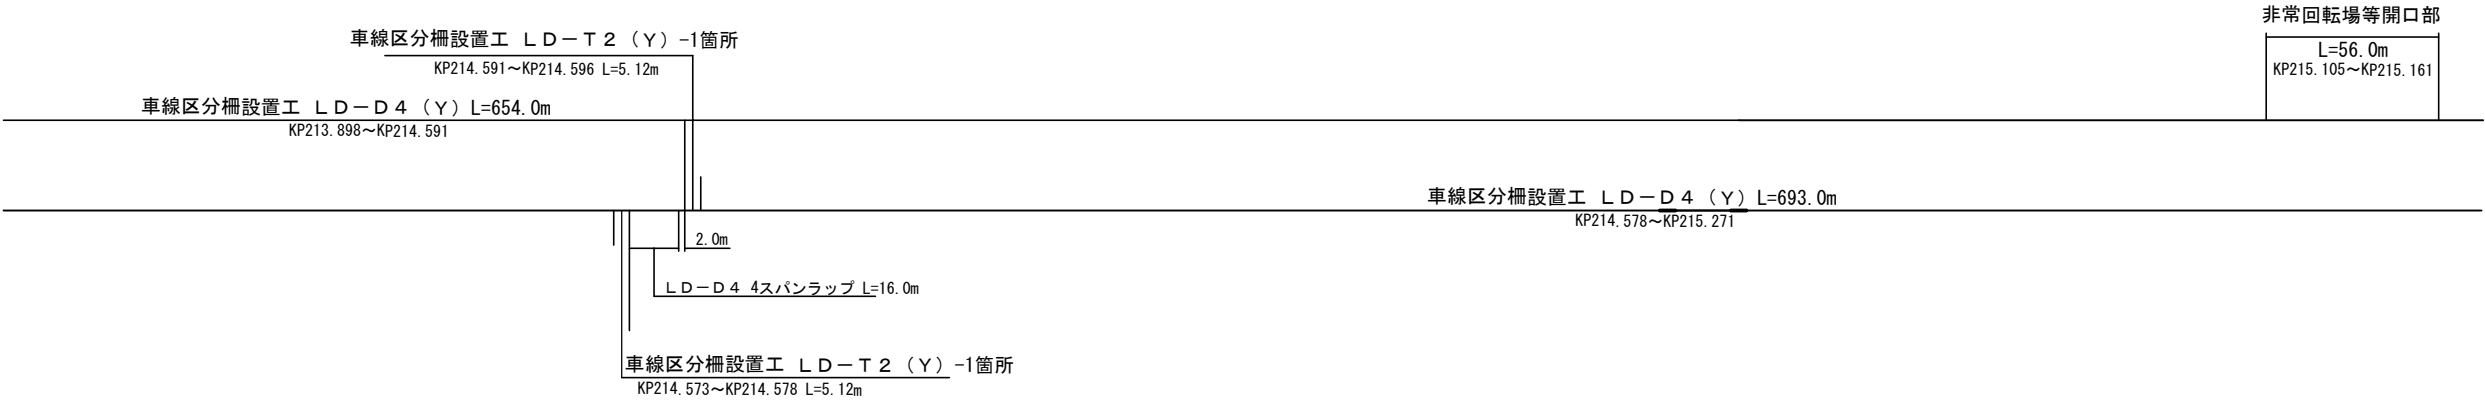 非常回転場等開口部
L=56.0m
KP215.105～KP215.161
車線区分柵設置工 ＬＤ－Ｔ２（Ｙ）-1箇所
KP214.591～KP214.596 L=5.12m
車線区分柵設置工 ＬＤ－Ｄ４（Ｙ）L=654.0m
KP213.898～KP214.591
車線区分柵設置工 ＬＤ－Ｄ４（Ｙ）L=693.0m
KP214.578～KP215.271
2.0m
ＬＤ－Ｄ４ 4スパンラップ L=16.0m
車線区分柵設置工 ＬＤ－Ｔ２（Ｙ）-1箇所
KP214.573～KP214.578 L=5.12m